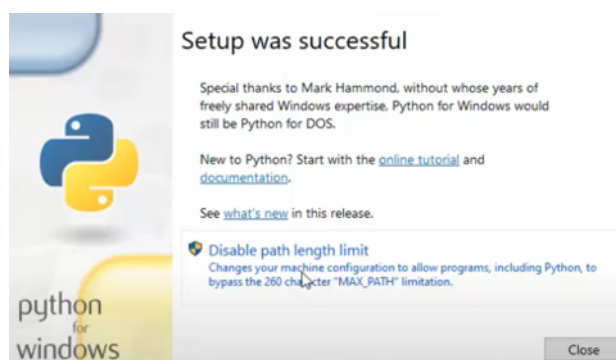 Setup was successful
Special thanks to Mark Hammond, without whose years of
freely shared Windows expertise, Python for Windows would
still be Python for DOS.
New to Python? Start with the online tutorial and
documentation.
See what's new in this release.
Disable path length limit
Changes your machine configuration to allow programs, including Python, to
bypass the 260 character "MAX_PATH" limitation.
python
for
windows
Close